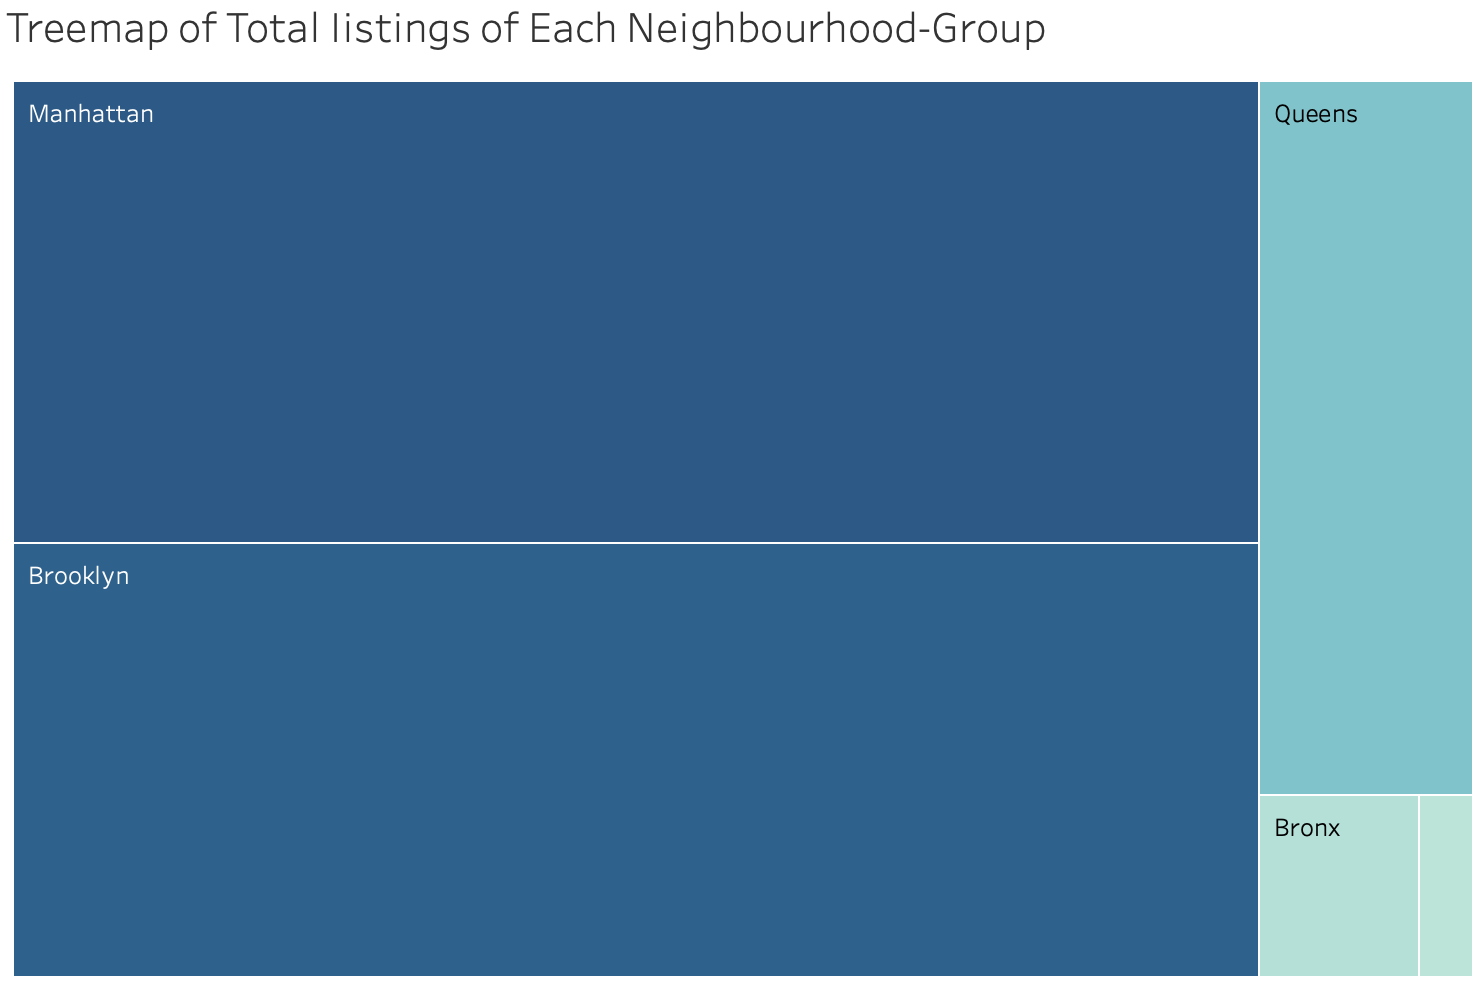 Treemap of Total listings of Each Neighbourhood-Group
Manhattan
Queens
Brooklyn
Bronx